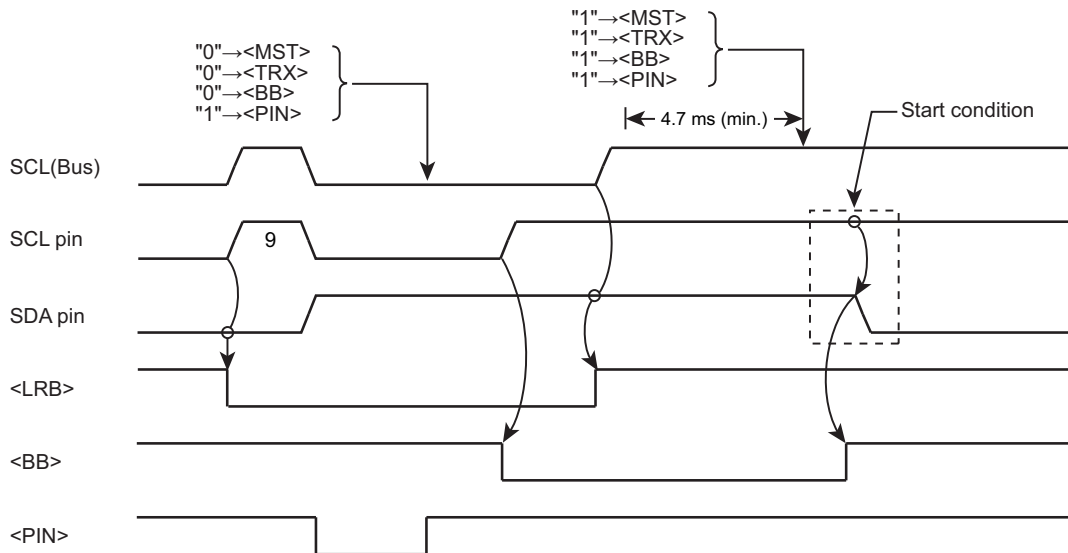 "0"→<MST>
"0"→<TRX>
"0"→<BB>
"1"→<PIN>
"1"→<MST>
"1"→<TRX>
"1"→<BB>
"1"→<PIN>
4.7 ms (min.)
Start condition
SCL(Bus)
SCL pin
9
SDA pin
<LRB>
<BB>
<PIN>